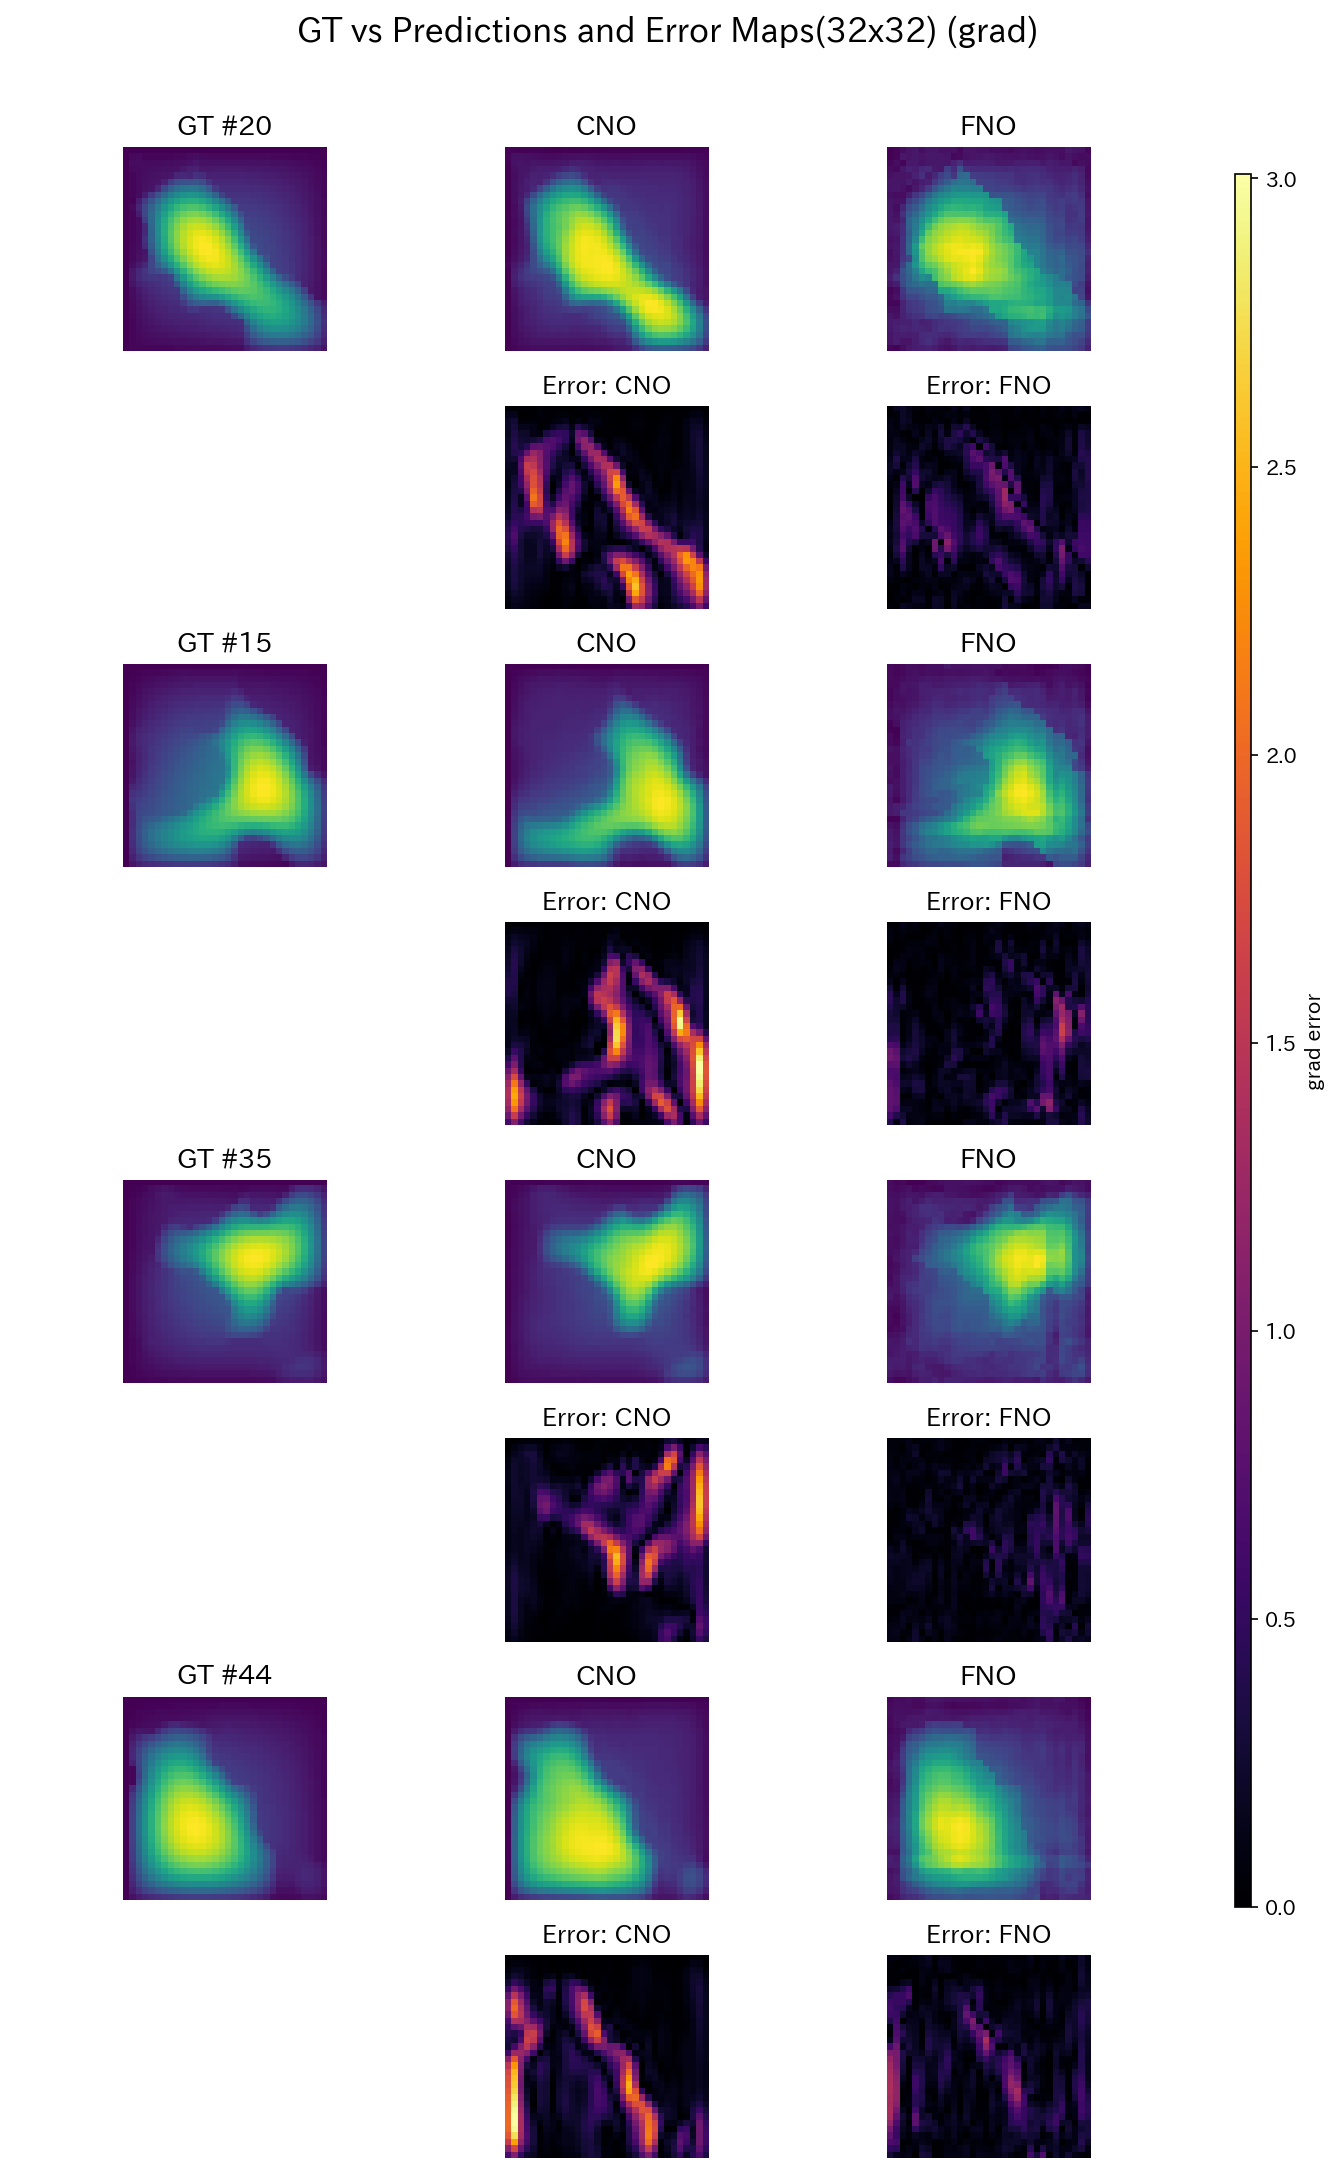 GT vs Predictions and Error Maps(32x32) (grad)
GT #20
CNO
FNO
Error: CNO
Error: FNO
GT #15
CNO
FNO
Error: CNO
Error: FNO
GT #35
CNO
FNO
Error: CNO
Error: FNO
GT #44
CNO
FNO
Error: CNO
Error: FNO
3.0
2.5
2.0
1.5
1.0
0.5
0.0
grad error